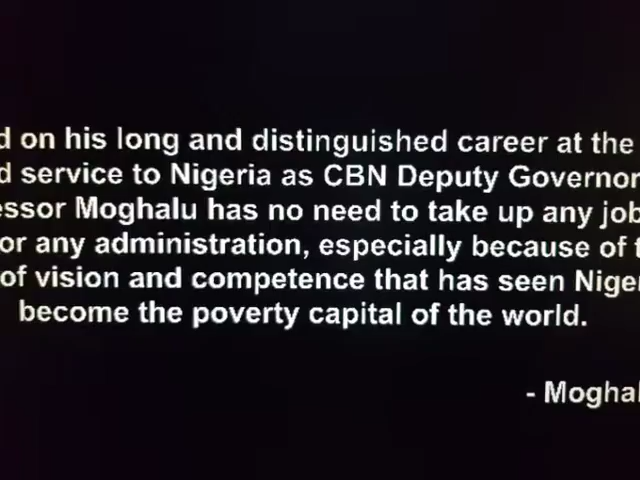 d on his long and distinguished career at the
d service to Nigeria as CBN Deputy Governor
essor Moghalu has no need to take up any job
or any administration, especially because of t
of vision and competence that has seen Nige
become the poverty capital of the world.
- Moghal